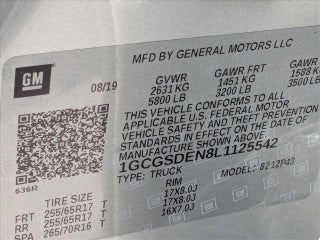 MFD BY GENERAL MOTORS LLC
GM
08/19
GVWR GAWR FRT GAWR
2631 KG 1451 KG 1588
5800 LB 3200 LB 3500 LB
THIS VEHICLE CONFORMS TO ALL
APPLICABLE U.S. FEDERAL MOTOR
VEHICLE SAFETY AND THEFT PREVENTION
STANDARDS IN EFFECT ON THE DATE OF
MANUFACTURE SHOWN ABOVE.
1GCGSDEN8L1125542
TYPE: TRUCK MODEL: 8212P43
636R
TIRE SIZE RIM
FRT 255/65R17 T 17X8.0J
RR 255/65R17 T 17X8.0J
SPA 265/70R16 T 16X7.0J
GM
GM